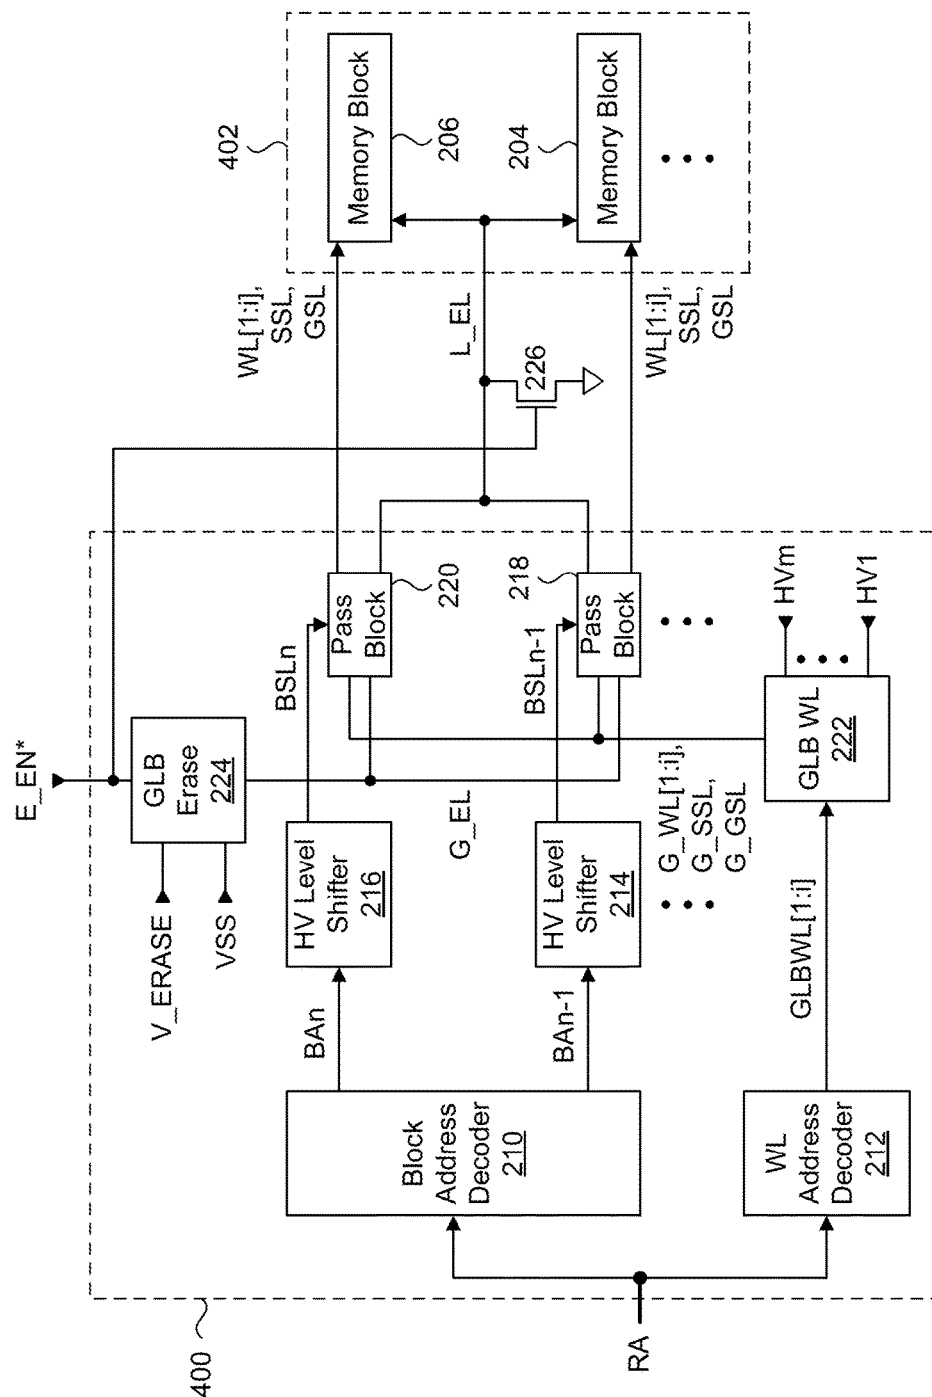 400
RA
Block
Address
Decoder
210
WL
Address
Decoder
212
BAn
BAn-1
GLBWL[1:i]
V_ERASE
VSS
E_EN*
GLB
Erase
224
HV Level
Shifter
216
HV Level
Shifter
214
G_EL
G_WL[1:i],
G_SSL,
G_GSL
GLB WL
222
HVm
HV1
BSLn
BSLn-1
Pass
Block
220
Pass
Block
218
226
L_EL
WL[1:i],
SSL,
GSL
WL[1:i],
SSL,
GSL
402
Memory Block
206
Memory Block
204